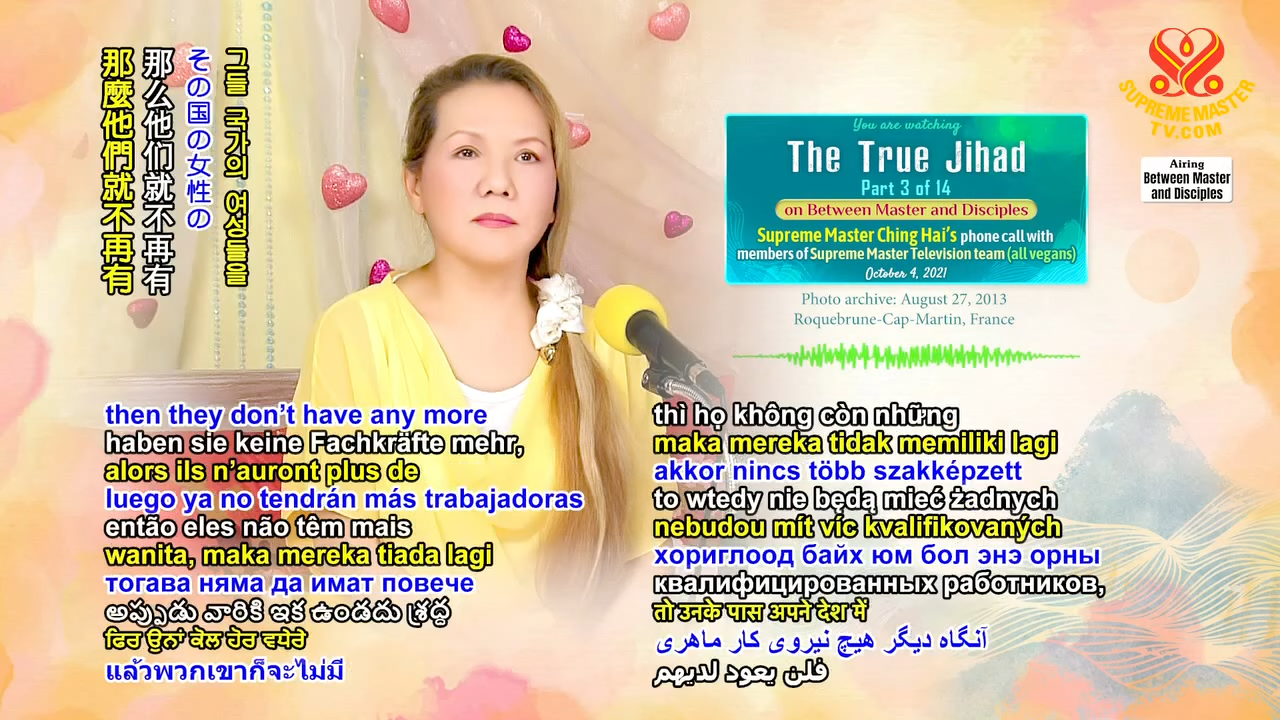 那麼他們就不再有
那么他们就不再有
その国の女性の
그들 국가의 여성들을
SUPREME MASTER
TV.COM
Airing
Between Master
and Disciples
You are watching
The True Jihad
Part 3 of 14
on Between Master and Disciples
Supreme Master Ching Hai’s phone call with
members of Supreme Master Television team (all vegans)
October 4, 2021
Photo archive: August 27, 2013
Roquebrune-Cap-Martin, France
then they don’t have any more
haben sie keine Fachkräfte mehr,
alors ils n’auront plus de
luego ya no tendrán más trabajadoras
então eles não têm mais
wanita, maka mereka tiada lagi
тогава няма да имат повече
అప్పుడు వారికి ఇక ఉండదు శ్రద్ధ
ਫਿਰ ਉਨਾਂ ਕੋਲ ਹੋਰ ਵਧੇਰੇ
แล้วพวกเขาก็จะไม่มี
thì họ không còn những
maka mereka tidak memiliki lagi
akkor nincs több szakképzett
to wtedy nie będą mieć żadnych
nebudou mít víc kvalifikovaných
хориглоод байх юм бол энэ орны
квалифицированных работников,
तो उनके पास अपने देश में
آنگاه دیگر هیچ نیروی کار ماهری
فلن يعود لديهم